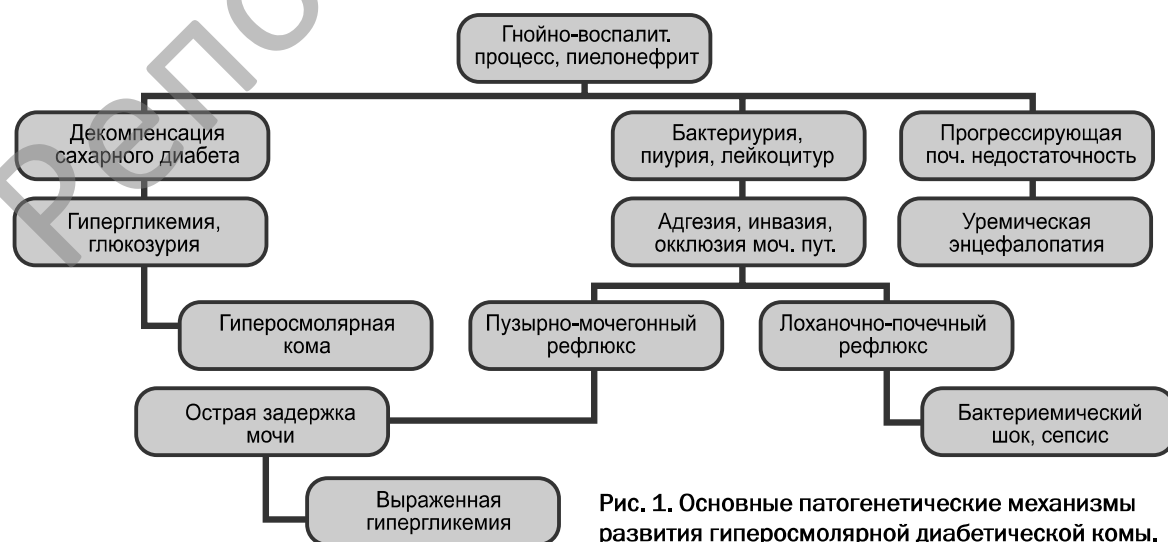 Гнойно-воспалит.
процесс, пиелонефрит
Декомпенсация
сахарного диабета
Бактериурия,
пиурия, лейкоцитур
Прогрессирующая
поч. недостаточность
Гипергликемия,
глюкозурия
Адгезия, инвазия,
окклюзия моч. пут.
Уремическая
энцефалопатия
Гиперосмолярная
кома
Пузырно-мочегонный
рефлюкс
Лоханочно-почечный
рефлюкс
Острая задержка
мочи
Бактериемический
шок, сепсис
Выраженная
гипергликемия
Рис. 1. Основные патогенетические механизмы
развития гиперосмолярной диабетической комы.
Репо